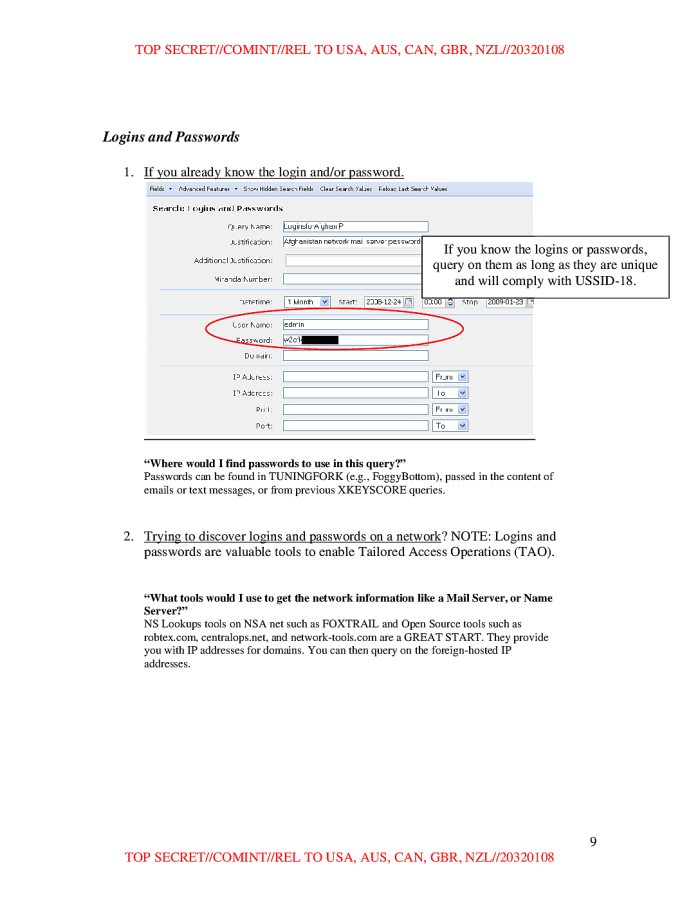 TOP SECRET//COMINT//REL TO USA, AUS, CAN, GBR, NZL//20320108
Logins and Passwords
1. If you already know the login and/or password.
Fields Advanced Features Show Hidden Search Fields Clear Search Values Reload Last Search Values
Search: Logins and Passwords
Query Name:
Justification: Afghanistan network mail server password
Additional Justification:
Miranda Number:
If you know the logins or passwords,
query on them as long as they are unique
and will comply with USSID-18.
Datetime: 1 Month Start: 2008-12-24 00:00 Stop 2009-01-23
User Name: admin
Password:
Domain:
IP Address: From
IP Address: To
Port: From
Port: To
“Where would I find passwords to use in this query?”
Passwords can be found in TUNINGFORK (e.g., FoggyBottom), passed in the content of
emails or text messages, or from previous XKEYSCORE queries.
2. Trying to discover logins and passwords on a network? NOTE: Logins and
passwords are valuable tools to enable Tailored Access Operations (TAO).
“What tools would I use to get the network information like a Mail Server, or Name
Server?”
NS Lookups tools on NSA net such as FOXTRAIL and Open Source tools such as
robtex.com, centralops.net, and network-tools.com are a GREAT START. They provide
you with IP addresses for domains. You can then query on the foreign-hosted IP
addresses.
9
TOP SECRET//COMINT//REL TO USA, AUS, CAN, GBR, NZL//20320108